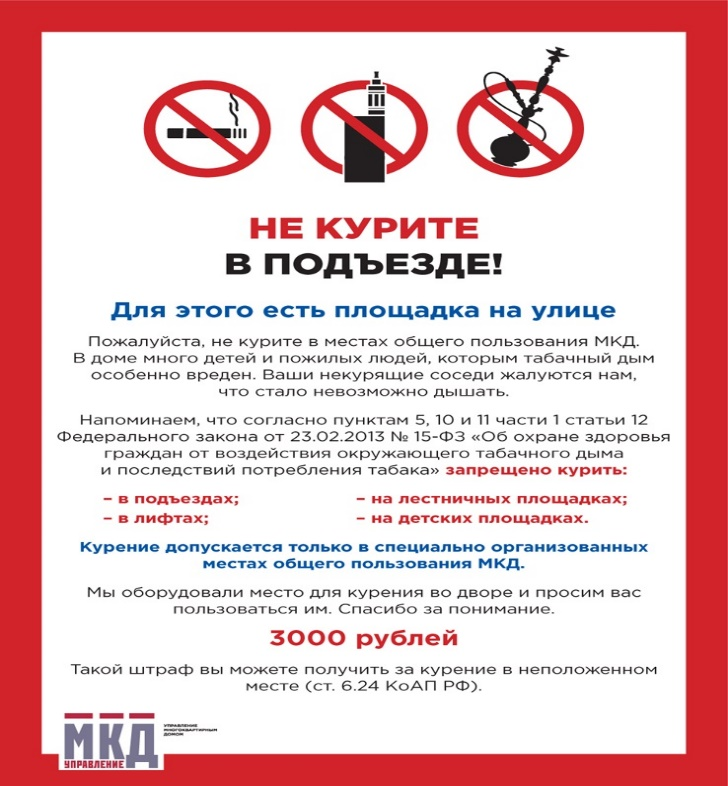 НЕ КУРИТЕ
В ПОДЪЕЗДЕ!
Для этого есть площадка на улице
Пожалуйста, не курите в местах общего пользования МКД.
В доме много детей и пожилых людей, которым табачный дым
особенно вреден. Ваши некурящие соседи жалуются нам,
что стало невозможно дышать.
Напоминаем, что согласно пунктам 5, 10 и 11 части 1 статьи 12
Федерального закона от 23.02.2013 № 15-ФЗ «Об охране здоровья
граждан от воздействия окружающего табачного дыма
и последствий потребления табака» запрещено курить:
– в подъездах; – на лестничных площадках;
– в лифтах; – на детских площадках.
Курение допускается только в специально организованных
местах общего пользования МКД.
Мы оборудовали место для курения во дворе и просим вас
пользоваться им. Спасибо за понимание.
3000 рублей
Такой штраф вы можете получить за курение в неположенном
месте (ст. 6.24 КоАП РФ).
МКД
УПРАВЛЕНИЕ
УПРАВЛЕНИЕ
МНОГОКВАРТИРНЫМ
ДОМОМ